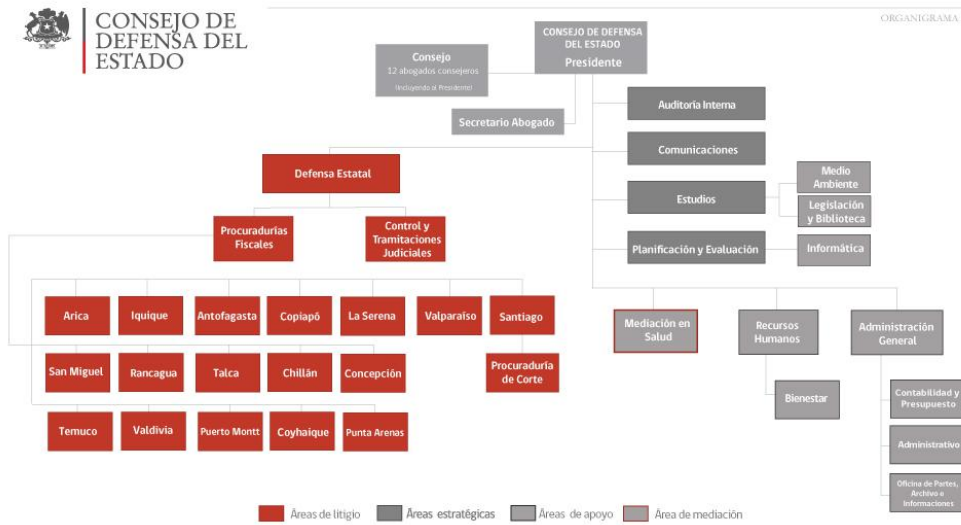 CONSEJO DE
DEFENSA DEL
ESTADO
ORGANIGRAMA
CONSEJO DE DEFENSA
DEL ESTADO
Presidente
Consejo
12 abogados consejeros
(incluyendo al Presidente)
Secretario Abogado
Auditoría Interna
Comunicaciones
Estudios
Medio
Ambiente
Legislación
y Biblioteca
Planificación y Evaluación
Informática
Defensa Estatal
Procuradurías
Fiscales
Control y
Tramitaciones
Judiciales
Arica
Iquique
Antofagasta
Copiapó
La Serena
Valparaíso
Santiago
San Miguel
Rancagua
Talca
Chillán
Concepción
Procuraduría
de Corte
Temuco
Valdivia
Puerto Montt
Coyhaique
Punta Arenas
Mediación en
Salud
Recursos
Humanos
Administración
General
Bienestar
Contabilidad y
Presupuesto
Administrativo
Oficina de Partes,
Archivo e
Informaciones
Áreas de litigio
Áreas estratégicas
Áreas de apoyo
Área de mediación